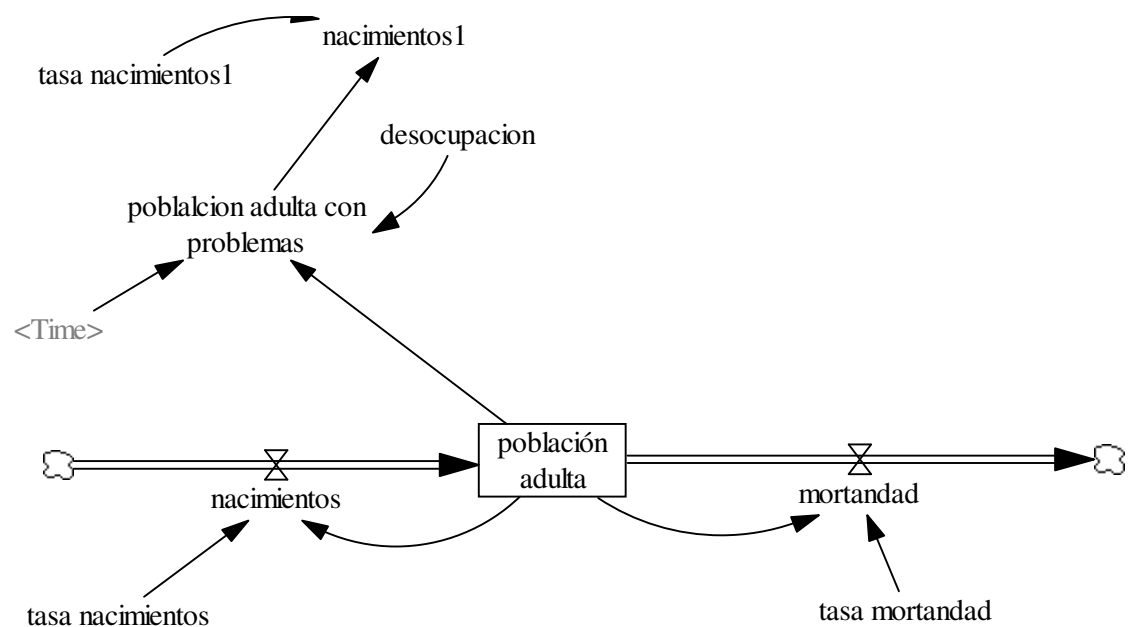 nacimientos1
tasa nacimientos1
desocupacion
poblalcion adulta con
problemas
<Time>
población
adulta
nacimientos
mortandad
tasa nacimientos
tasa mortandad